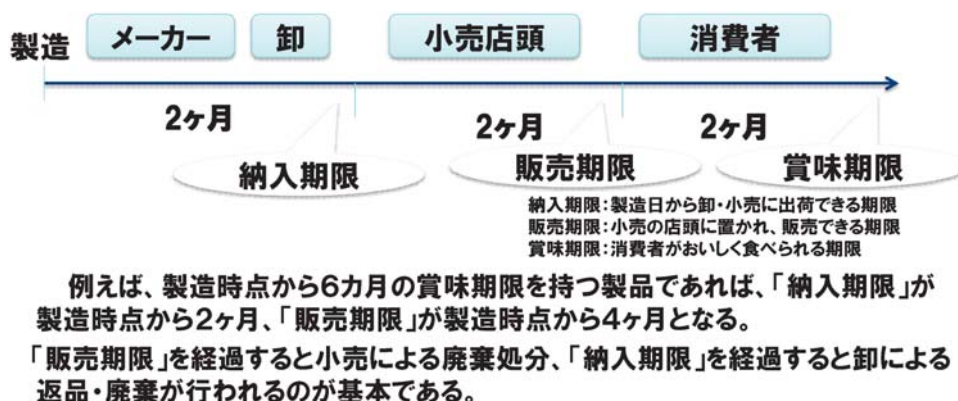 製造 メーカー 卸 小売店頭 消費者
2ヶ月 2ヶ月 2ヶ月
納入期限 販売期限 賞味期限
納入期限:製造日から卸・小売に出荷できる期限
販売期限:小売の店頭に置かれ、販売できる期限
賞味期限:消費者がおいしく食べられる期限
例えば、製造時点から6カ月の賞味期限を持つ製品であれば、「納入期限」が
製造時点から2ヶ月、「販売期限」が製造時点から4ヶ月となる。
「販売期限」を経過すると小売による廃棄処分、「納入期限」を経過すると卸による
返品・廃棄が行われるのが基本である。